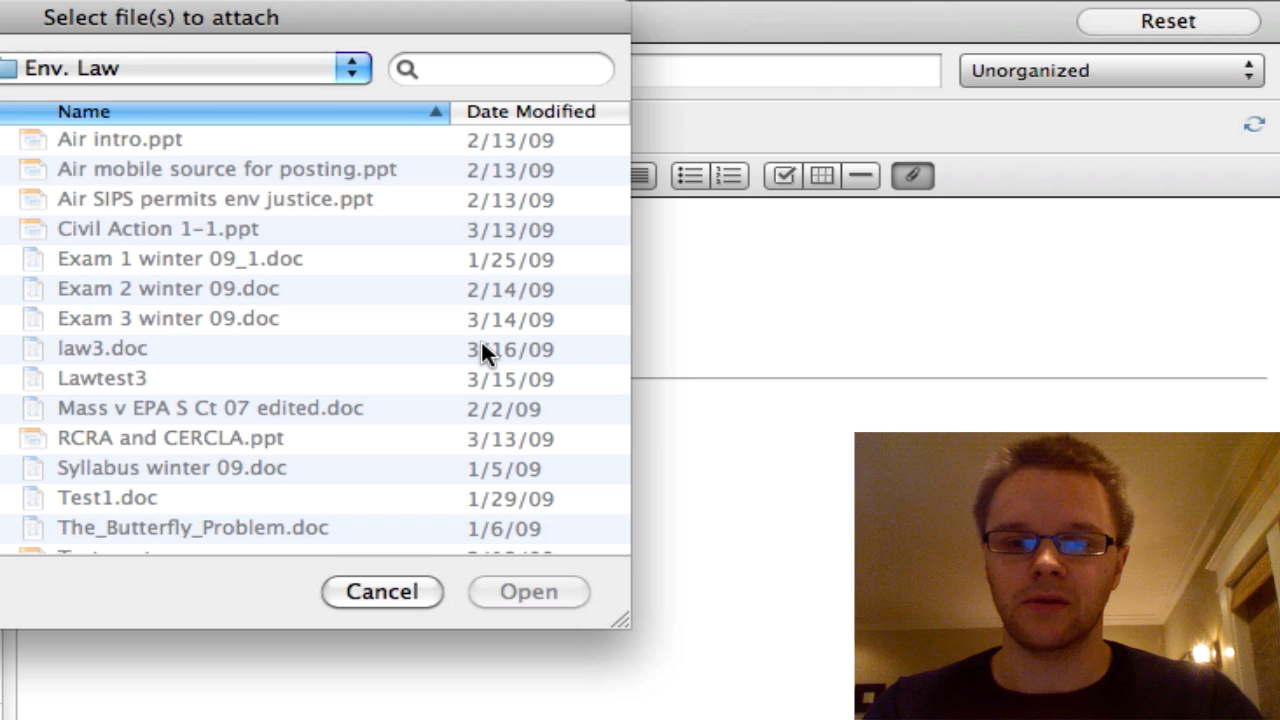 Select file(s) to attach
Reset
Env. Law
Unorganized
Name Date Modified
Air intro.ppt 2/13/09
Air mobile source for posting.ppt 2/13/09
Air SIPS permits env justice.ppt 2/13/09
Civil Action 1-1.ppt 3/13/09
Exam 1 winter 09_1.doc 1/25/09
Exam 2 winter 09.doc 2/14/09
Exam 3 winter 09.doc 3/14/09
law3.doc 3/16/09
Lawtest3 3/15/09
Mass v EPA S Ct 07 edited.doc 2/2/09
RCRA and CERCLA.ppt 3/13/09
Syllabus winter 09.doc 1/5/09
Test1.doc 1/29/09
The_Butterfly_Problem.doc 1/6/09
Cancel Open